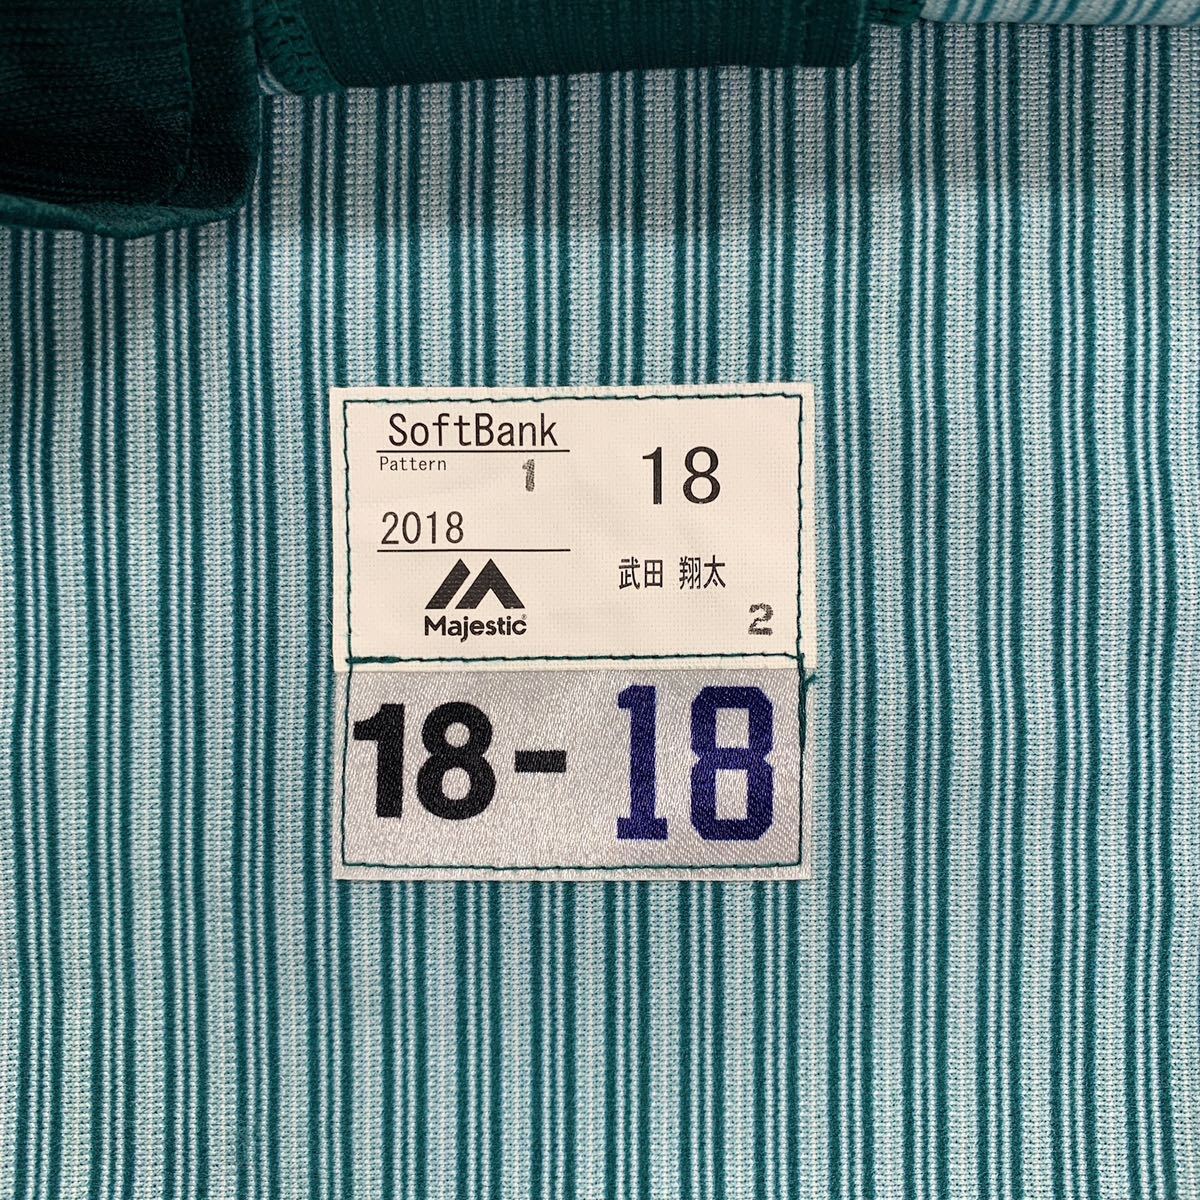 SoftBank
Pattern 1
18
2018
武田 翔太
Majestic
2
18-18